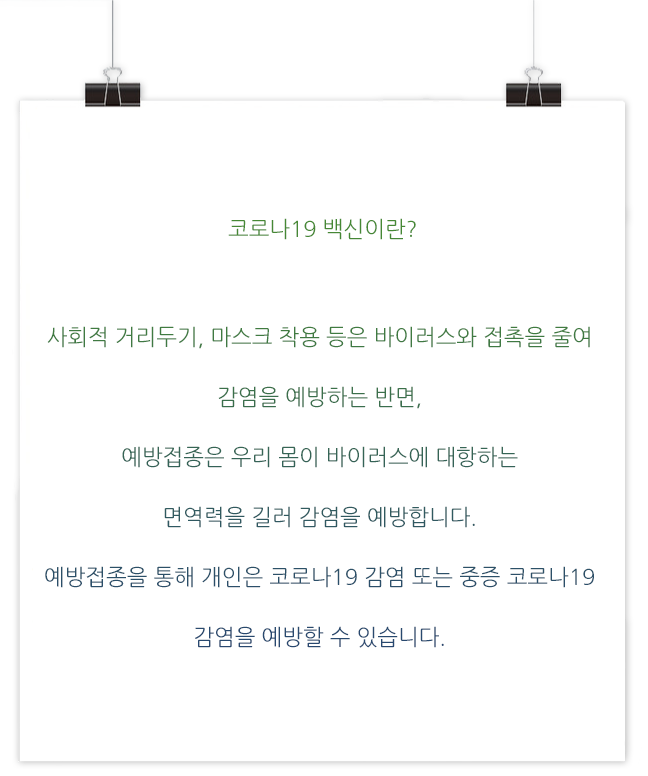 코로나19 백신이란?
사회적 거리두기, 마스크 착용 등은 바이러스와 접촉을 줄여
감염을 예방하는 반면,
예방접종은 우리 몸이 바이러스에 대항하는
면역력을 길러 감염을 예방합니다.
예방접종을 통해 개인은 코로나19 감염 또는 중증 코로나19
감염을 예방할 수 있습니다.